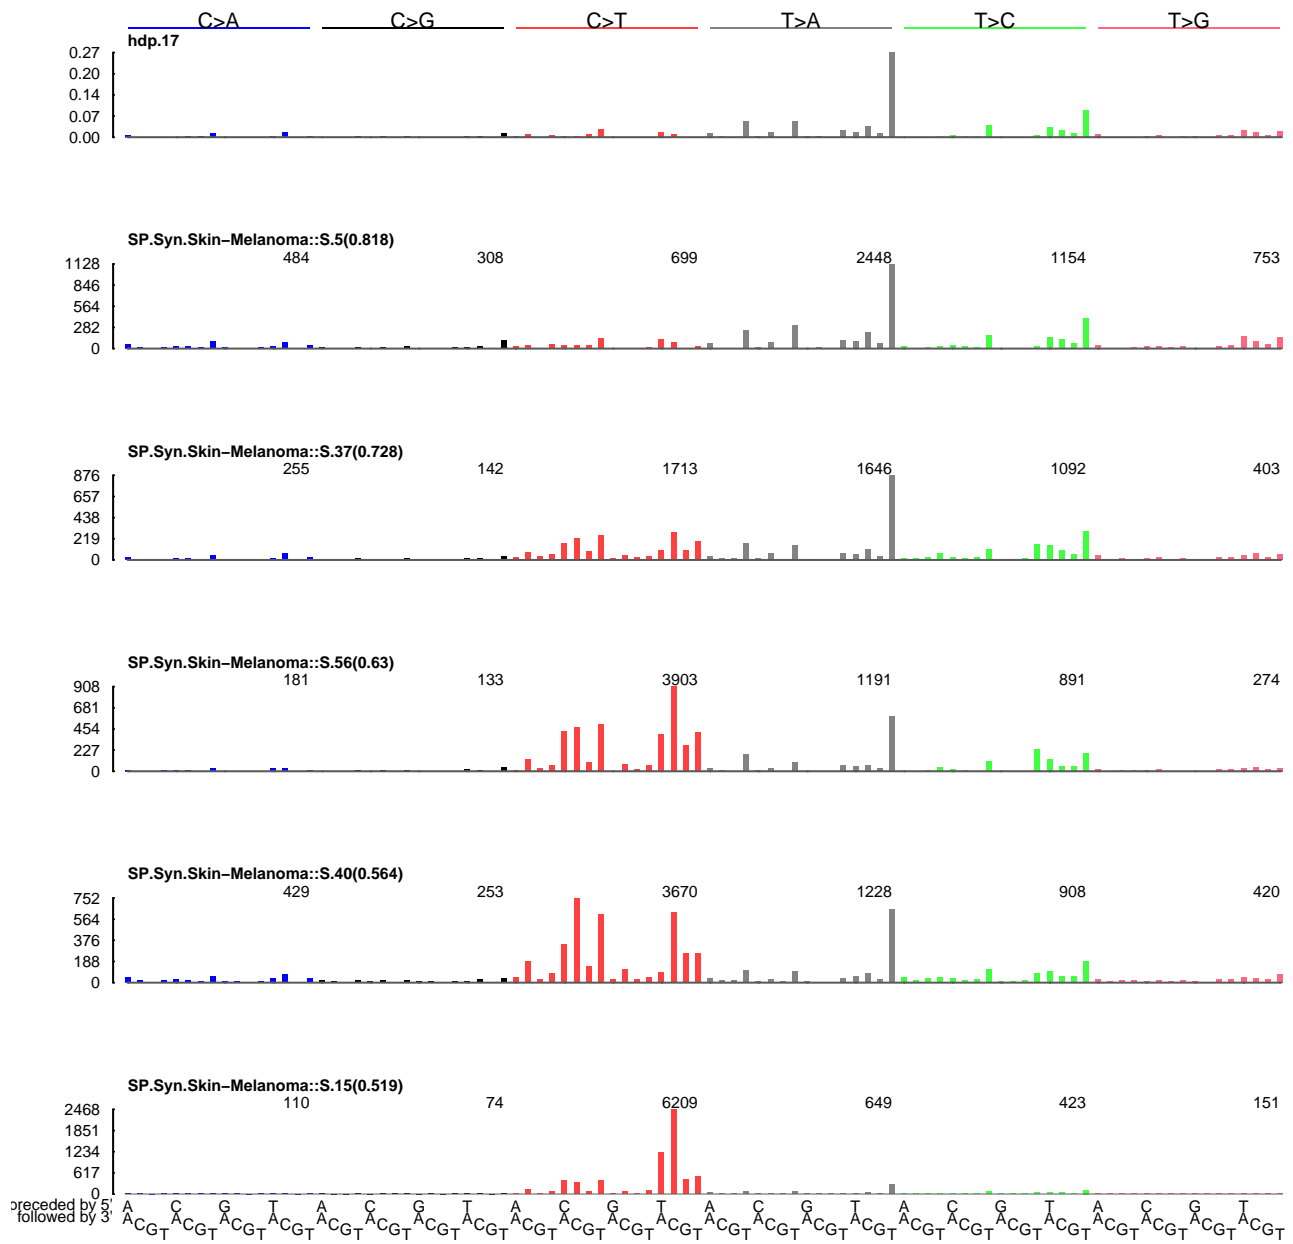 C>A C>G C>T T>A T>C T>G
hdp.17
0.27
0.20
0.14
0.07
0.00
SP.Syn.Skin−Melanoma::S.5(0.818)
484 308 699 2448 1154 753
1128
846
564
282
0
SP.Syn.Skin−Melanoma::S.37(0.728)
255 142 1713 1646 1092 403
876
657
438
219
0
SP.Syn.Skin−Melanoma::S.56(0.63)
181 133 3903 1191 891 274
908
681
454
227
0
SP.Syn.Skin−Melanoma::S.40(0.564)
429 253 3670 1228 908 420
752
564
376
188
0
SP.Syn.Skin−Melanoma::S.15(0.519)
110 74 6209 649 423 151
2468
1851
1234
617
0
preceded by 5' A C G T A C G T A C G T A C G T A C G T A C G T
followed by 3' A C G T A C G T A C G T A C G T A C G T A C G T A C G T A C G T A C G T A C G T A C G T A C G T A C G T A C G T A C G T A C G T A C G T A C G T A C G T A C G T A C G T A C G T A C G T A C G T